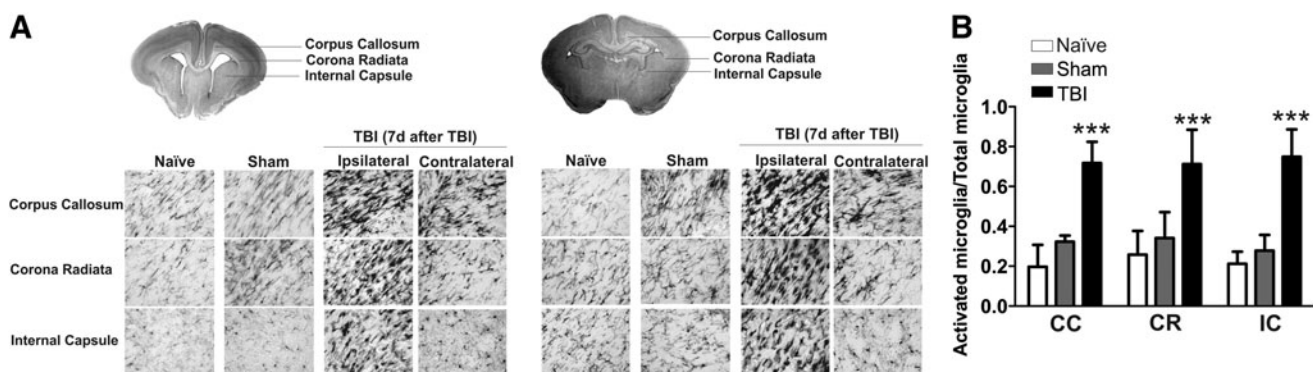 A
Corpus Callosum
Corona Radiata
Internal Capsule
TBI (7d after TBI)
Naïve Sham Ipsilateral Contralateral
Corpus Callosum
Corona Radiata
Internal Capsule
Corpus Callosum
Corona Radiata
Internal Capsule
TBI (7d after TBI)
Naïve Sham Ipsilateral Contralateral
B
Naïve
Sham
TBI
Activated microglia/Total microglia
1.0
0.8
0.6
0.4
0.2
0.0
*** *** ***
CC CR IC